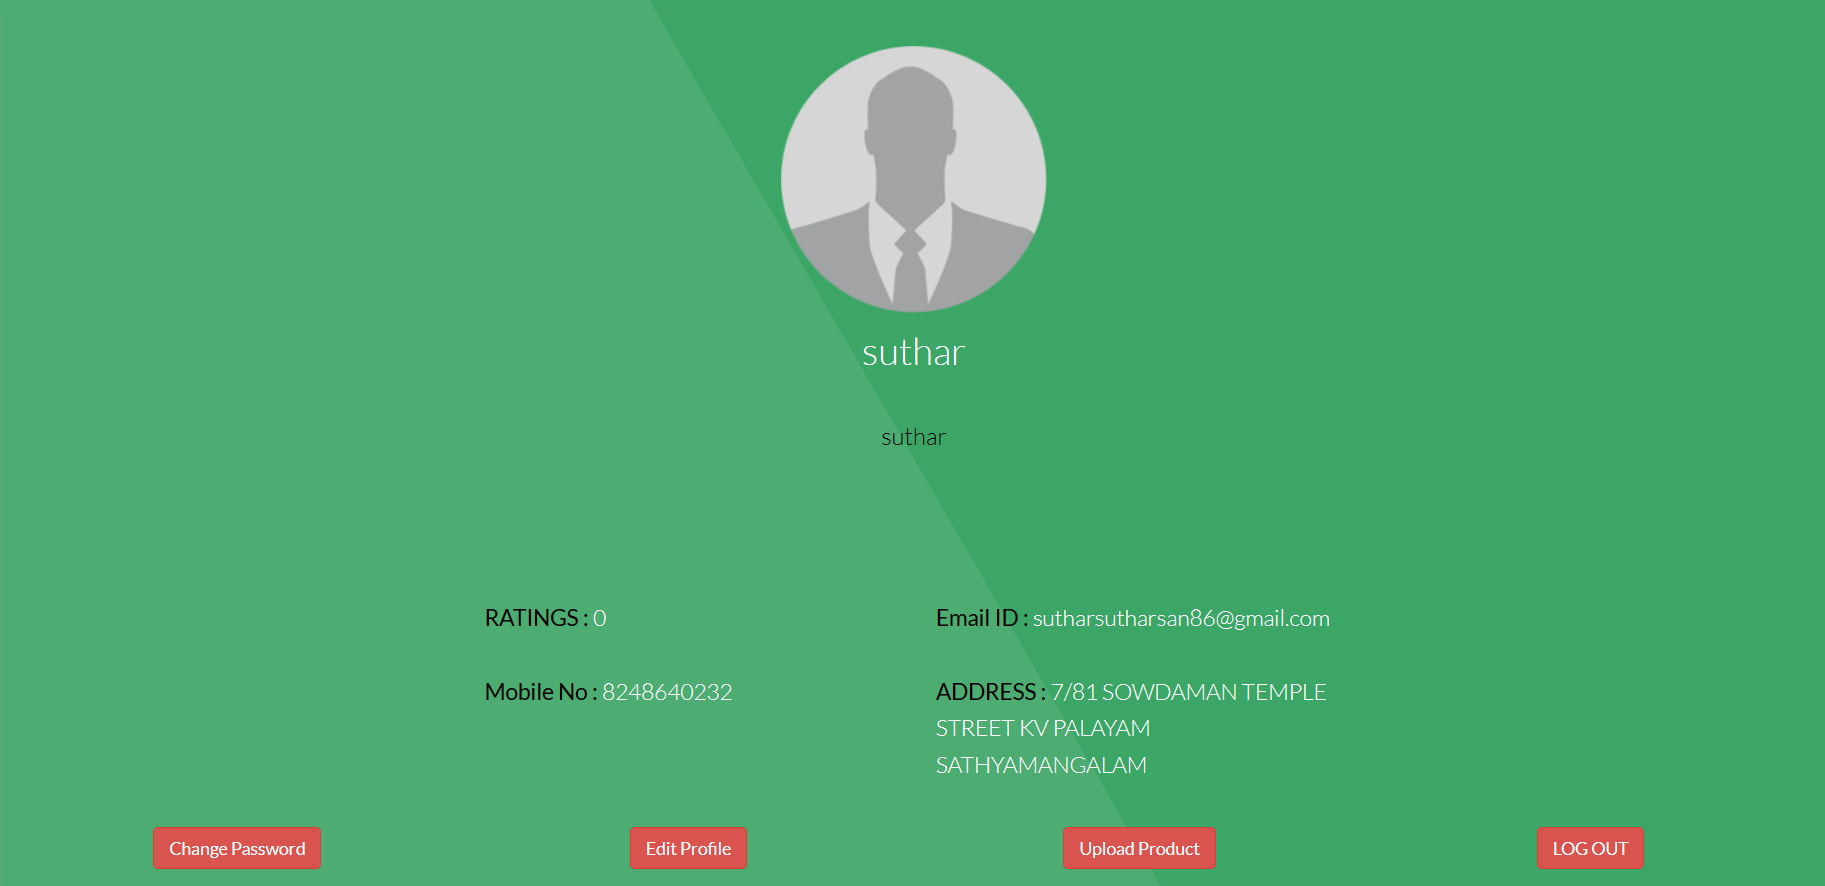 suthar
suthar
RATINGS : 0
Email ID : sutharsutharsan86@gmail.com
Mobile No : 8248640232
ADDRESS : 7/81 SOWDAMAN TEMPLE
STREET KV PALAYAM
SATHYAMANGALAM
Change Password
Edit Profile
Upload Product
LOG OUT